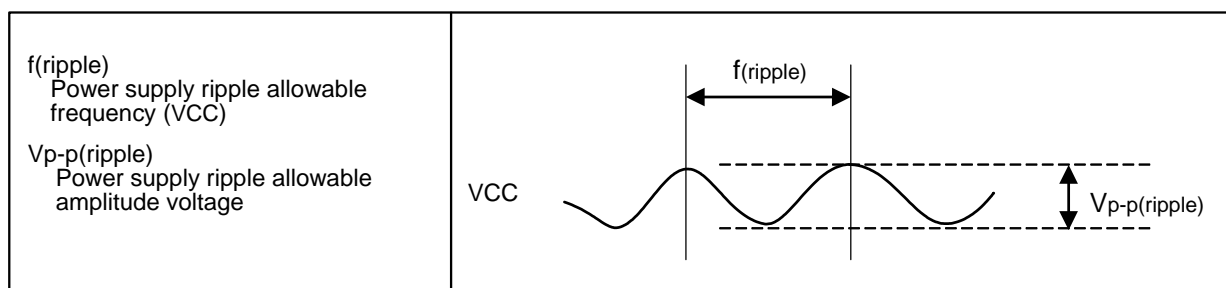 f(ripple)
Power supply ripple allowable
frequency (VCC)
Vp-p(ripple)
Power supply ripple allowable
amplitude voltage
f(ripple)
VCC
Vp-p(ripple)